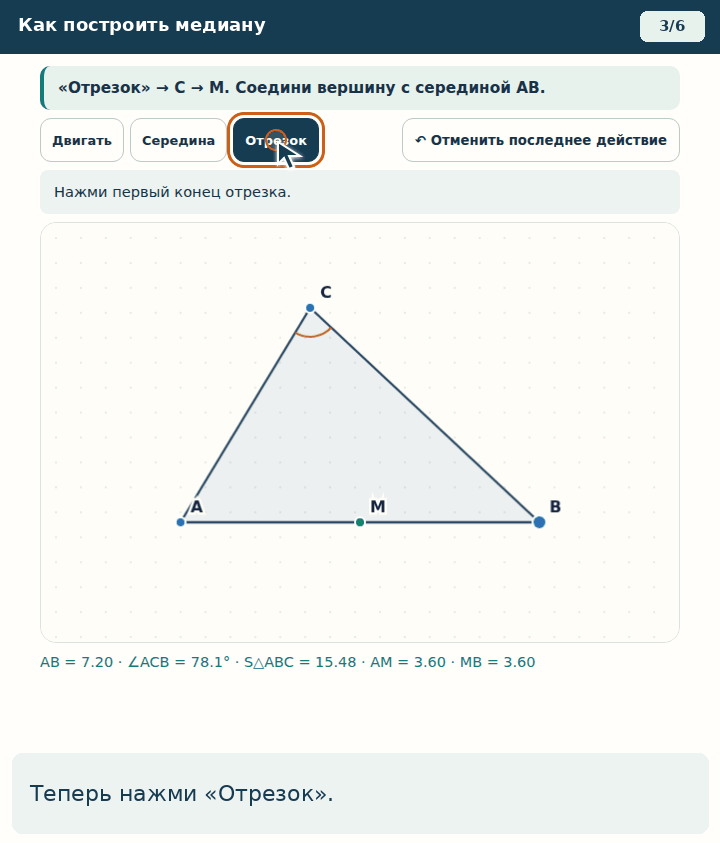 Как построить медиану
3/6
«Отрезок» → C → M. Соедини вершину с серединой AB.
Двигать
Середина
Отрезок
↶ Отменить последнее действие
Нажми первый конец отрезка.
C
A
M
B
AB = 7.20 · ∠ACB = 78.1° · S△ABC = 15.48 · AM = 3.60 · MB = 3.60
Теперь нажми «Отрезок».